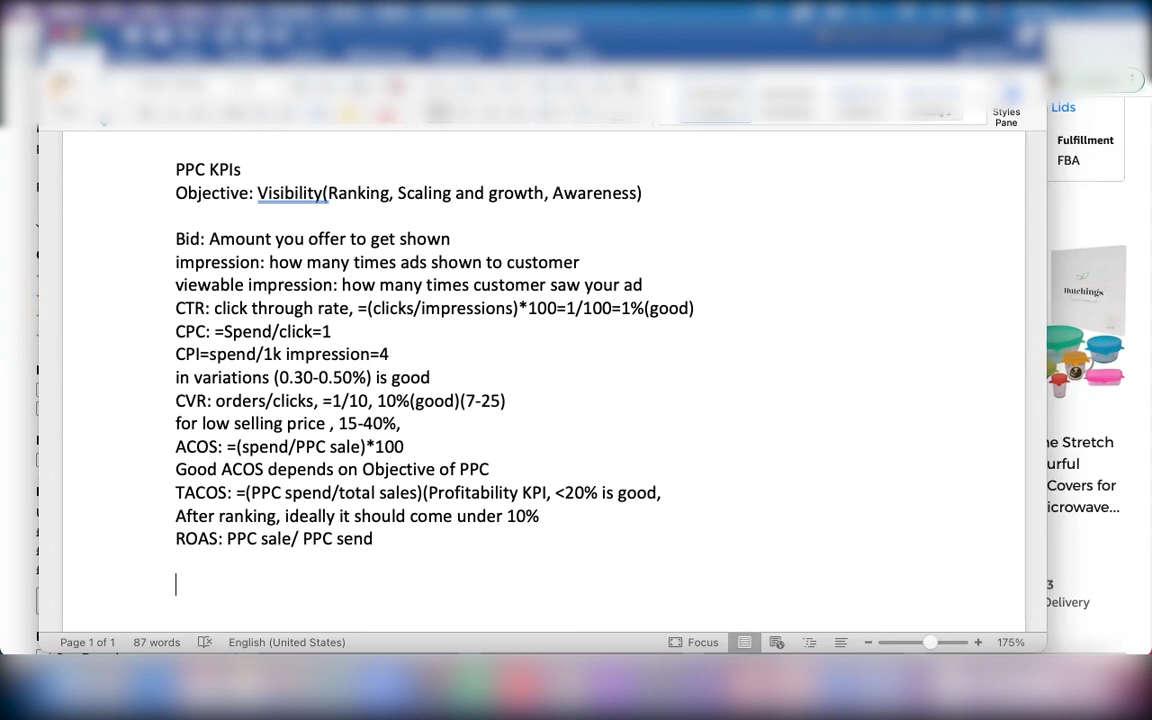 Styles
Pane
PPC KPIs
Objective: Visibility(Ranking, Scaling and growth, Awareness)
Bid: Amount you offer to get shown
impression: how many times ads shown to customer
viewable impression: how many times customer saw your ad
CTR: click through rate, =(clicks/impressions)*100=1/100=1%(good)
CPC: =Spend/click=1
CPI=spend/1k impression=4
in variations (0.30-0.50%) is good
CVR: orders/clicks, =1/10, 10%(good)(7-25)
for low selling price , 15-40%,
ACOS: =(spend/PPC sale)*100
Good ACOS depends on Objective of PPC
TACOS: =(PPC spend/total sales)(Profitability KPI, <20% is good,
After ranking, ideally it should come under 10%
ROAS: PPC sale/ PPC send
Page 1 of 1 87 words English (United States) Focus 175%
Lids
Fulfillment
FBA
Hutchings
Stretch
Covers for
3
Delivery